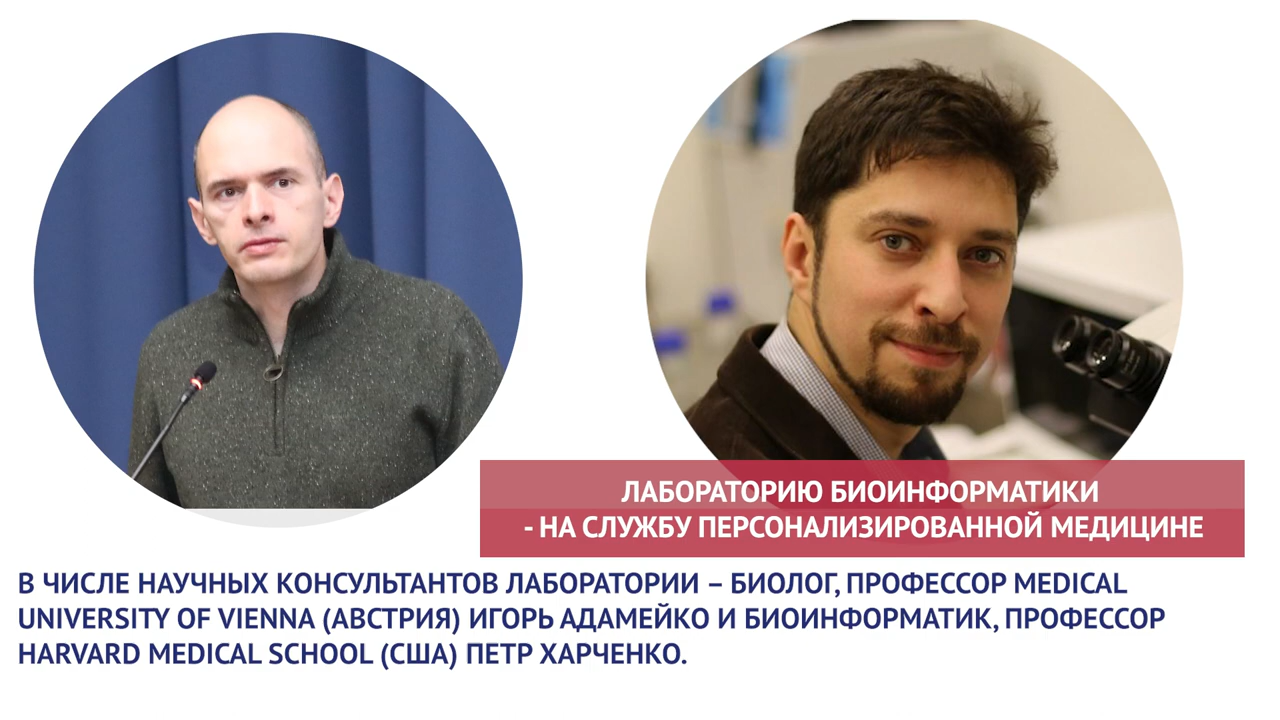 ЛАБОРАТОРИЮ БИОИНФОРМАТИКИ
- НА СЛУЖБУ ПЕРСОНАЛИЗИРОВАННОЙ МЕДИЦИНЕ
В ЧИСЛЕ НАУЧНЫХ КОНСУЛЬТАНТОВ ЛАБОРАТОРИИ – БИОЛОГ, ПРОФЕССОР MEDICAL
UNIVERSITY OF VIENNA (АВСТРИЯ) ИГОРЬ АДАМЕЙКО И БИОИНФОРМАТИК, ПРОФЕССОР
HARVARD MEDICAL SCHOOL (США) ПЕТР ХАРЧЕНКО.